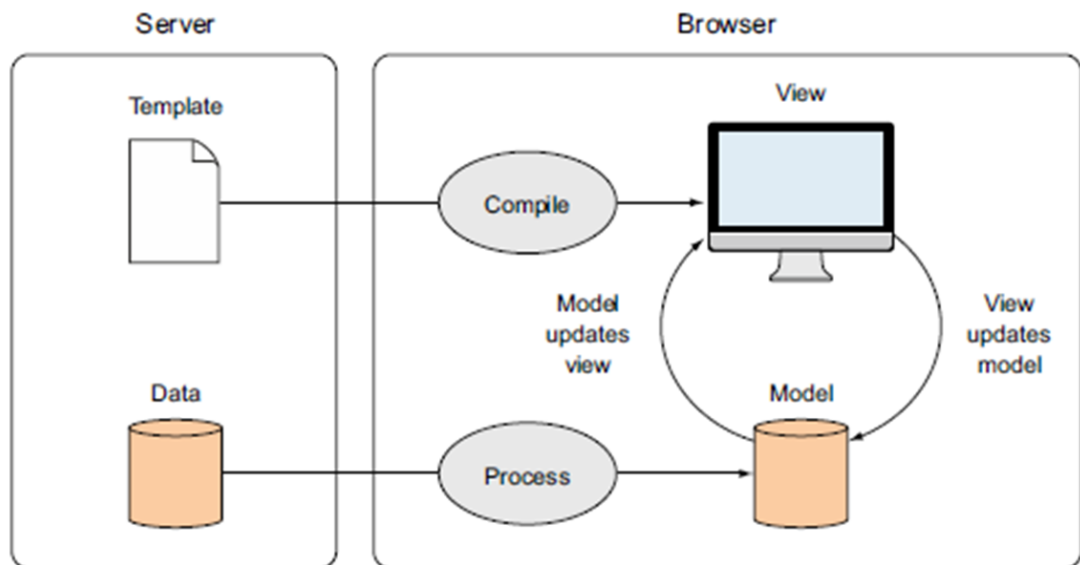 Server
Browser
Template
View
Compile
Model
updates
view
View
updates
model
Data
Model
Process